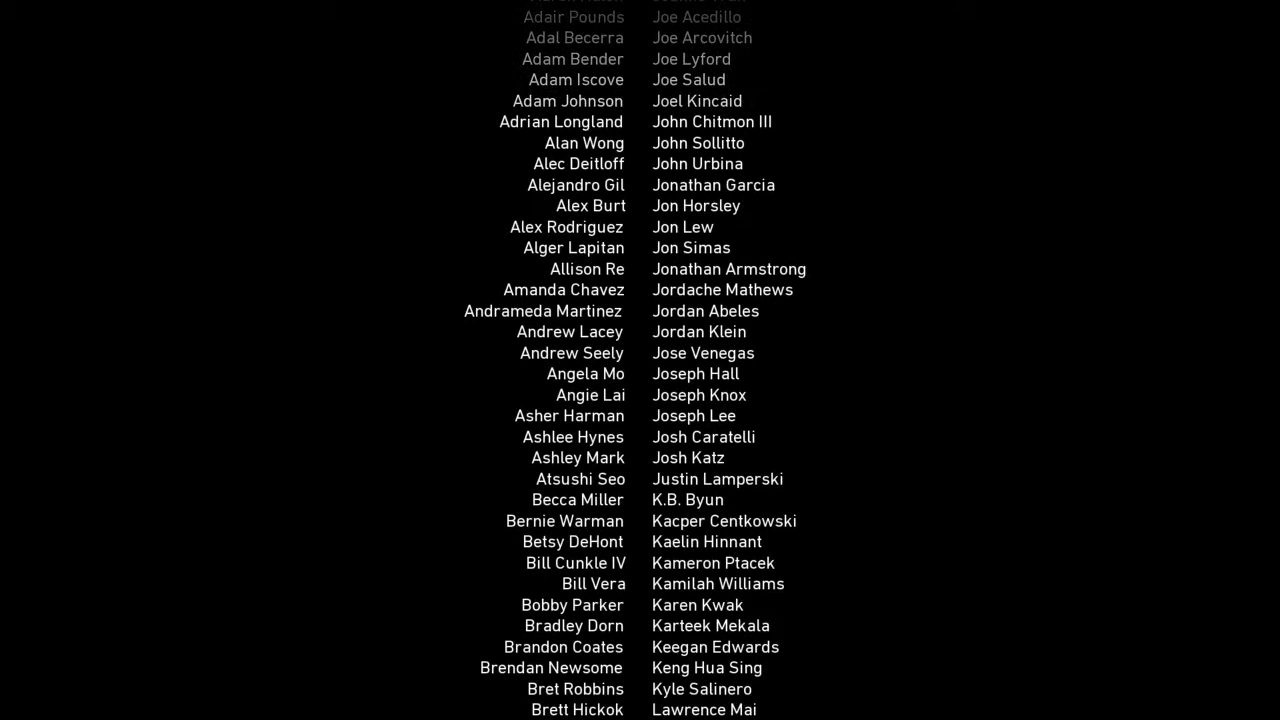 Adair Pounds Joe Acedillo
Adal Becerra Joe Arcovitch
Adam Bender Joe Lyford
Adam Iscove Joe Salud
Adam Johnson Joel Kincaid
Adrian Longland John Chitmon III
Alan Wong John Sollitto
Alec Deitloff John Urbina
Alejandro Gil Jonathan Garcia
Alex Burt Jon Horsley
Alex Rodriguez Jon Lew
Alger Lapitan Jon Simas
Allison Re Jonathan Armstrong
Amanda Chavez Jordache Mathews
Andrameda Martinez Jordan Abeles
Andrew Lacey Jordan Klein
Andrew Seely Jose Venegas
Angela Mo Joseph Hall
Angie Lai Joseph Knox
Asher Harman Joseph Lee
Ashlee Hynes Josh Caratelli
Ashley Mark Josh Katz
Atsushi Seo Justin Lamperski
Becca Miller K.B. Byun
Bernie Warman Kacper Centkowski
Betsy DeHont Kaelin Hinnant
Bill Cunkle IV Kameron Ptacek
Bill Vera Kamilah Williams
Bobby Parker Karen Kwak
Bradley Dorn Karteek Mekala
Brandon Coates Keegan Edwards
Brendan Newsome Keng Hua Sing
Bret Robbins Kyle Salinero
Brett Hickok Lawrence Mai